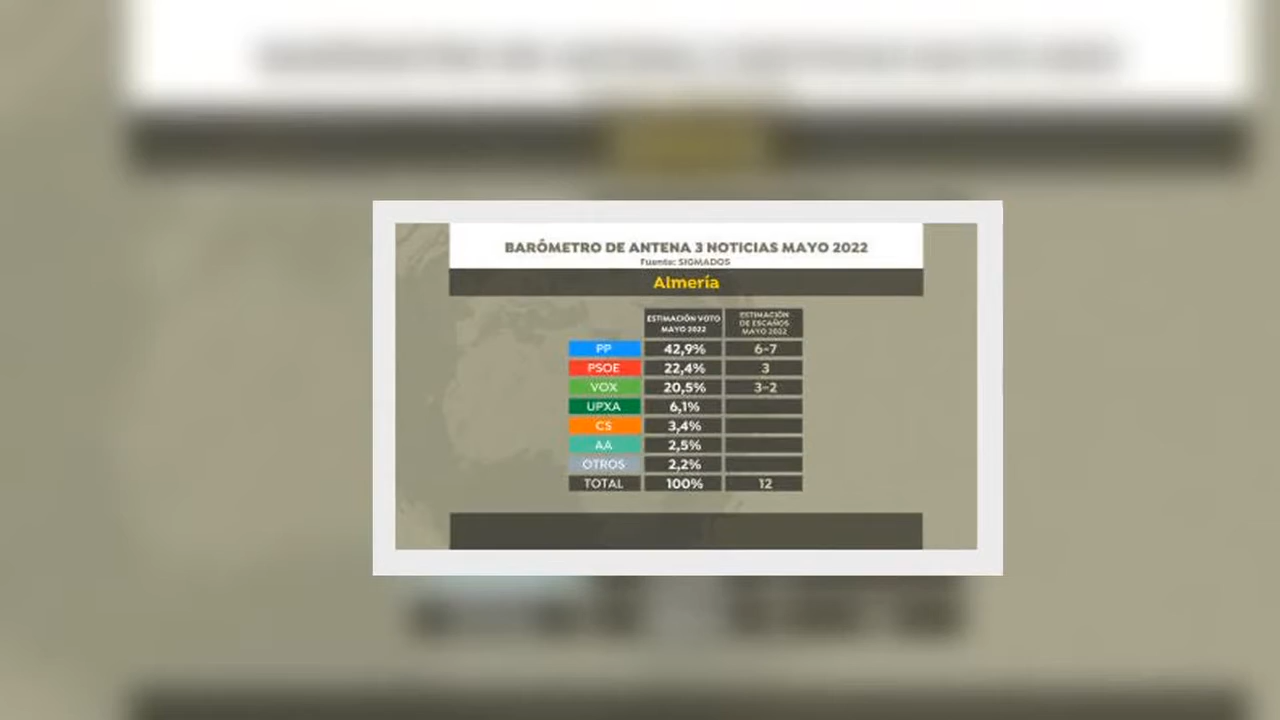 BARÓMETRO DE ANTENA 3 NOTICIAS MAYO 2022
Fuente: SIGMADOS
Almería
ESTIMACIÓN VOTO
MAYO 2022
ESTIMACIÓN
DE ESCAÑOS
MAYO 2022
PP 42,9% 6-7
PSOE 22,4% 3
VOX 20,5% 3-2
UPXA 6,1%
CS 3,4%
AA 2,5%
OTROS 2,2%
TOTAL 100% 12